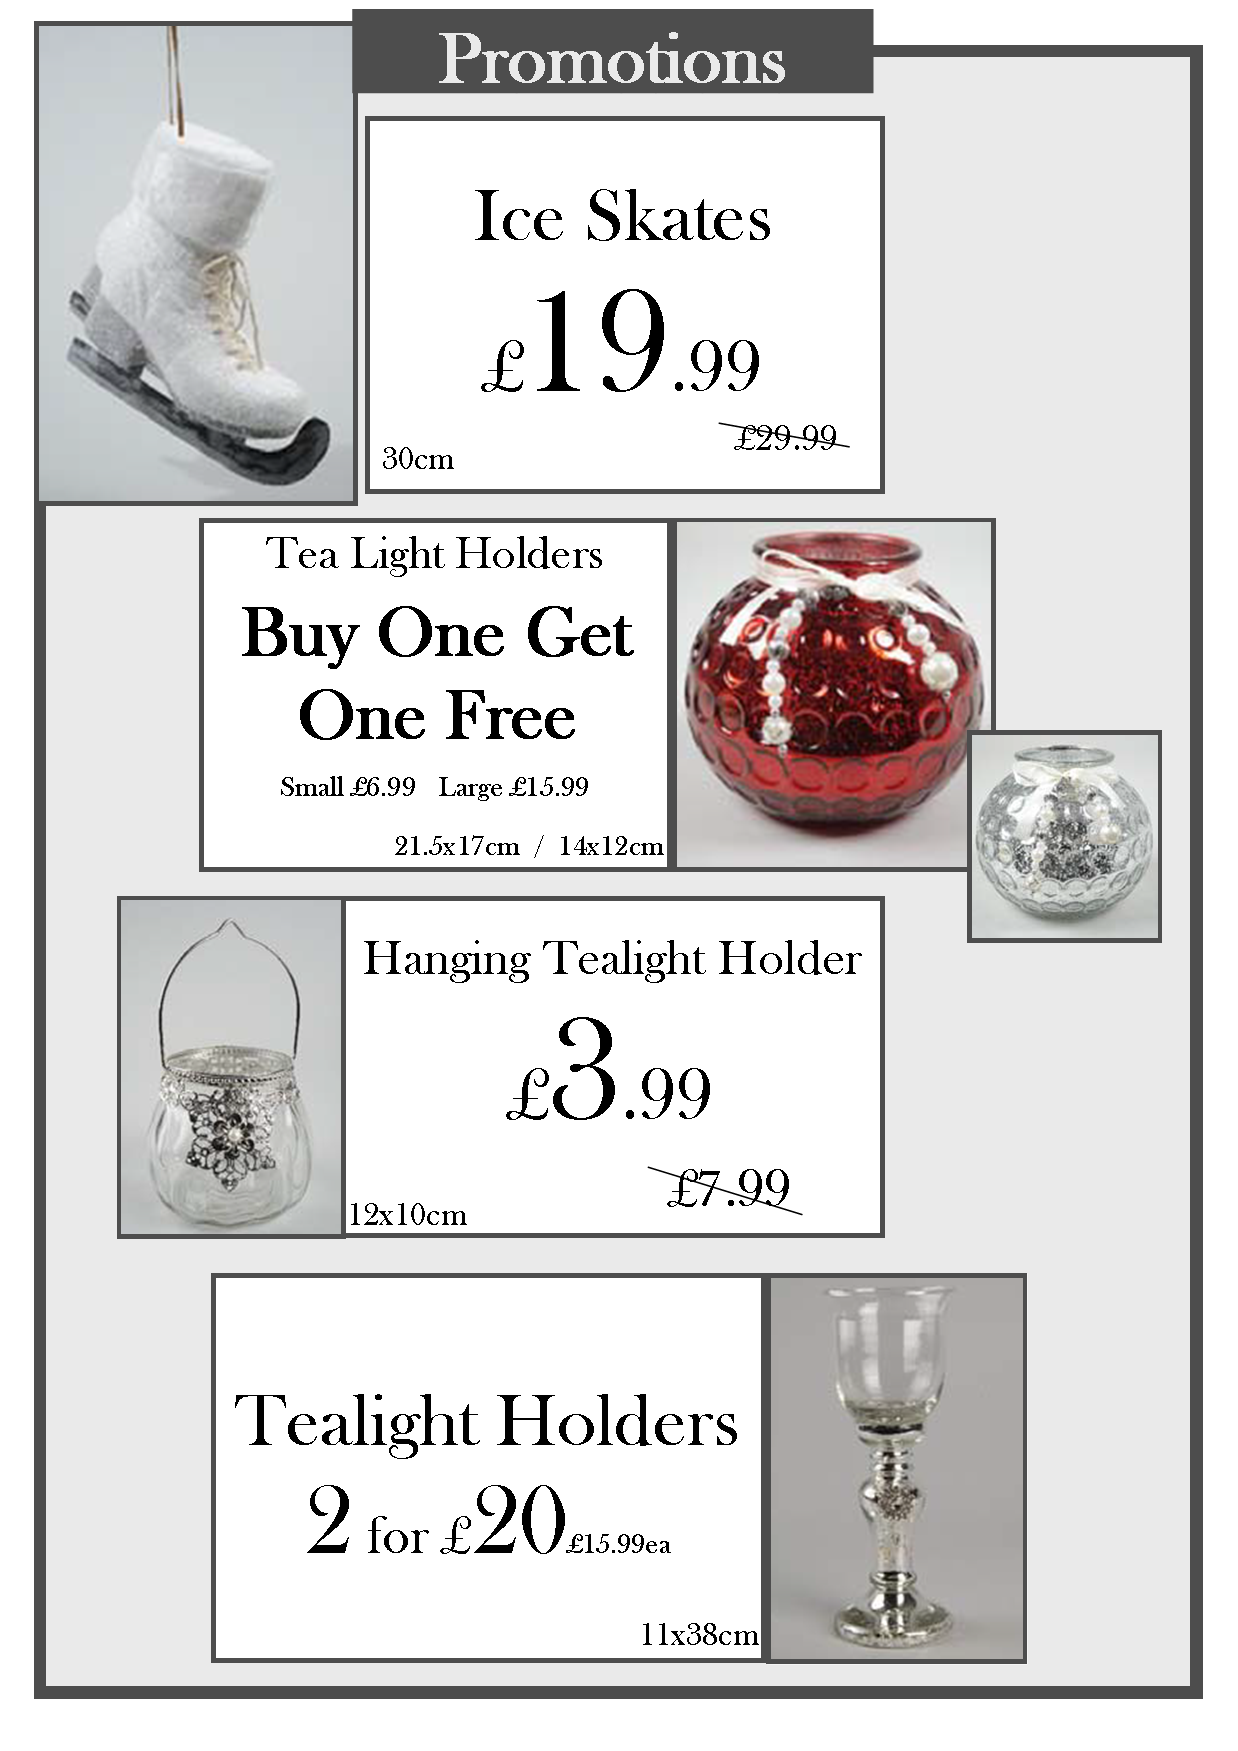 Promotions
Ice Skates
£19.99
£29.99
30cm
Tea Light Holders
Buy One Get
One Free
Small £6.99 Large £15.99
21.5x17cm / 14x12cm
Hanging Tealight Holder
£3.99
£7.99
12x10cm
Tealight Holders
2 for £20 £15.99ea
11x38cm